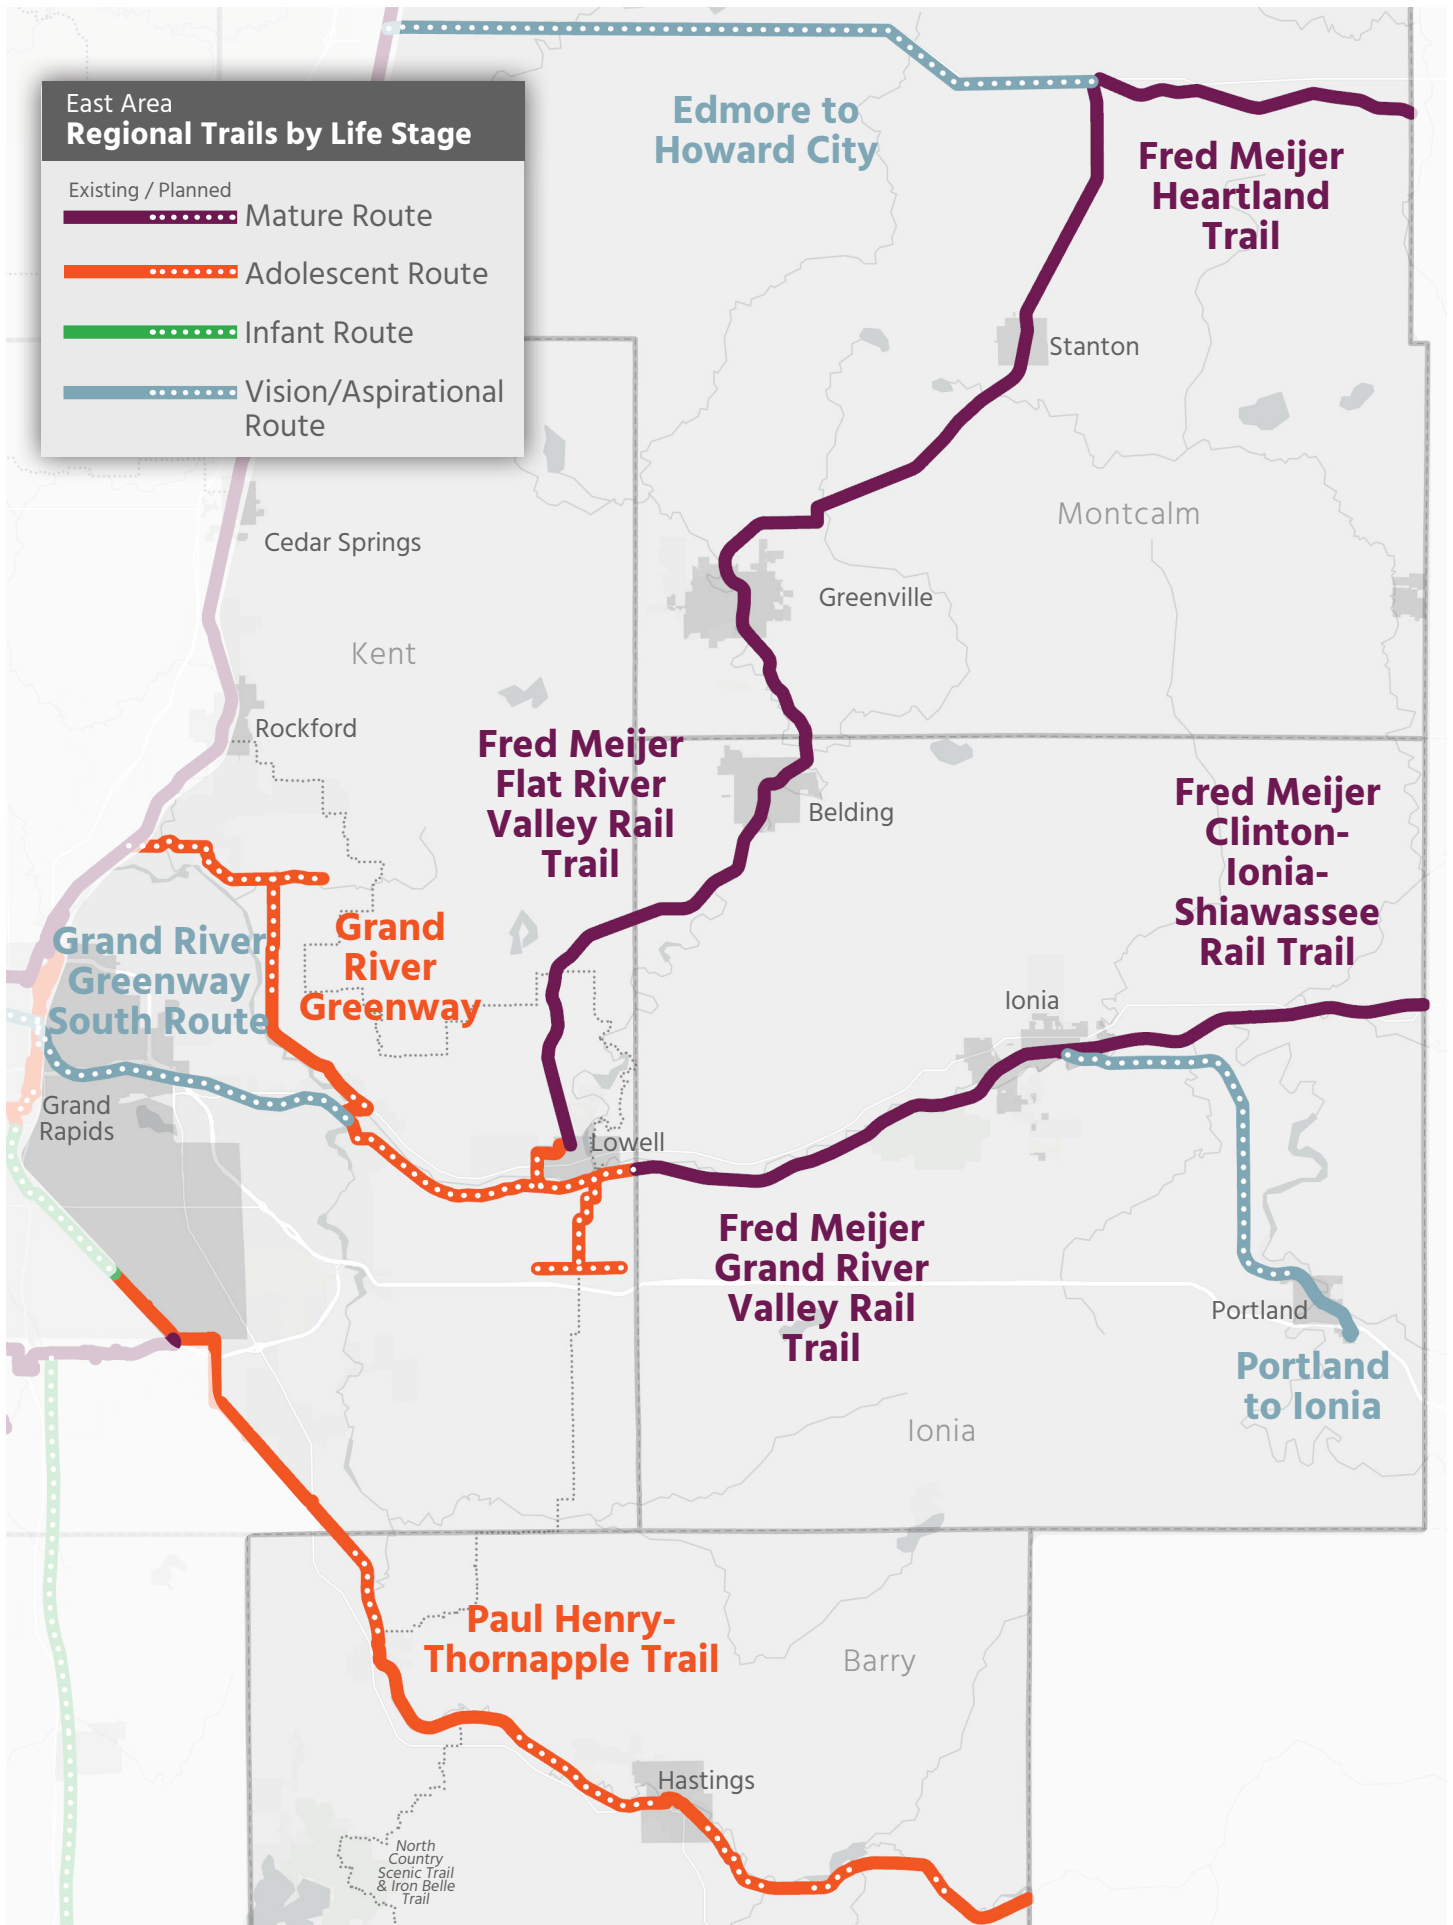 East Area
Regional Trails by Life Stage
Existing / Planned
Mature Route
Adolescent Route
Infant Route
Vision/Aspirational
Route
Edmore to
Howard City
Fred Meijer
Heartland
Trail
Stanton
Cedar Springs
Montcalm
Greenville
Kent
Rockford
Fred Meijer
Flat River
Valley Rail
Trail
Belding
Fred Meijer
Clinton-
Ionia-
Shiawassee
Rail Trail
Grand River
Greenway
South Route
Grand
River
Greenway
Ionia
Grand
Rapids
Lowell
Fred Meijer
Grand River
Valley Rail
Trail
Portland
Portland
to Ionia
Ionia
Paul Henry-
Thornapple Trail
Barry
Hastings
North
Country
Scenic Trail
& Iron Belle
Trail